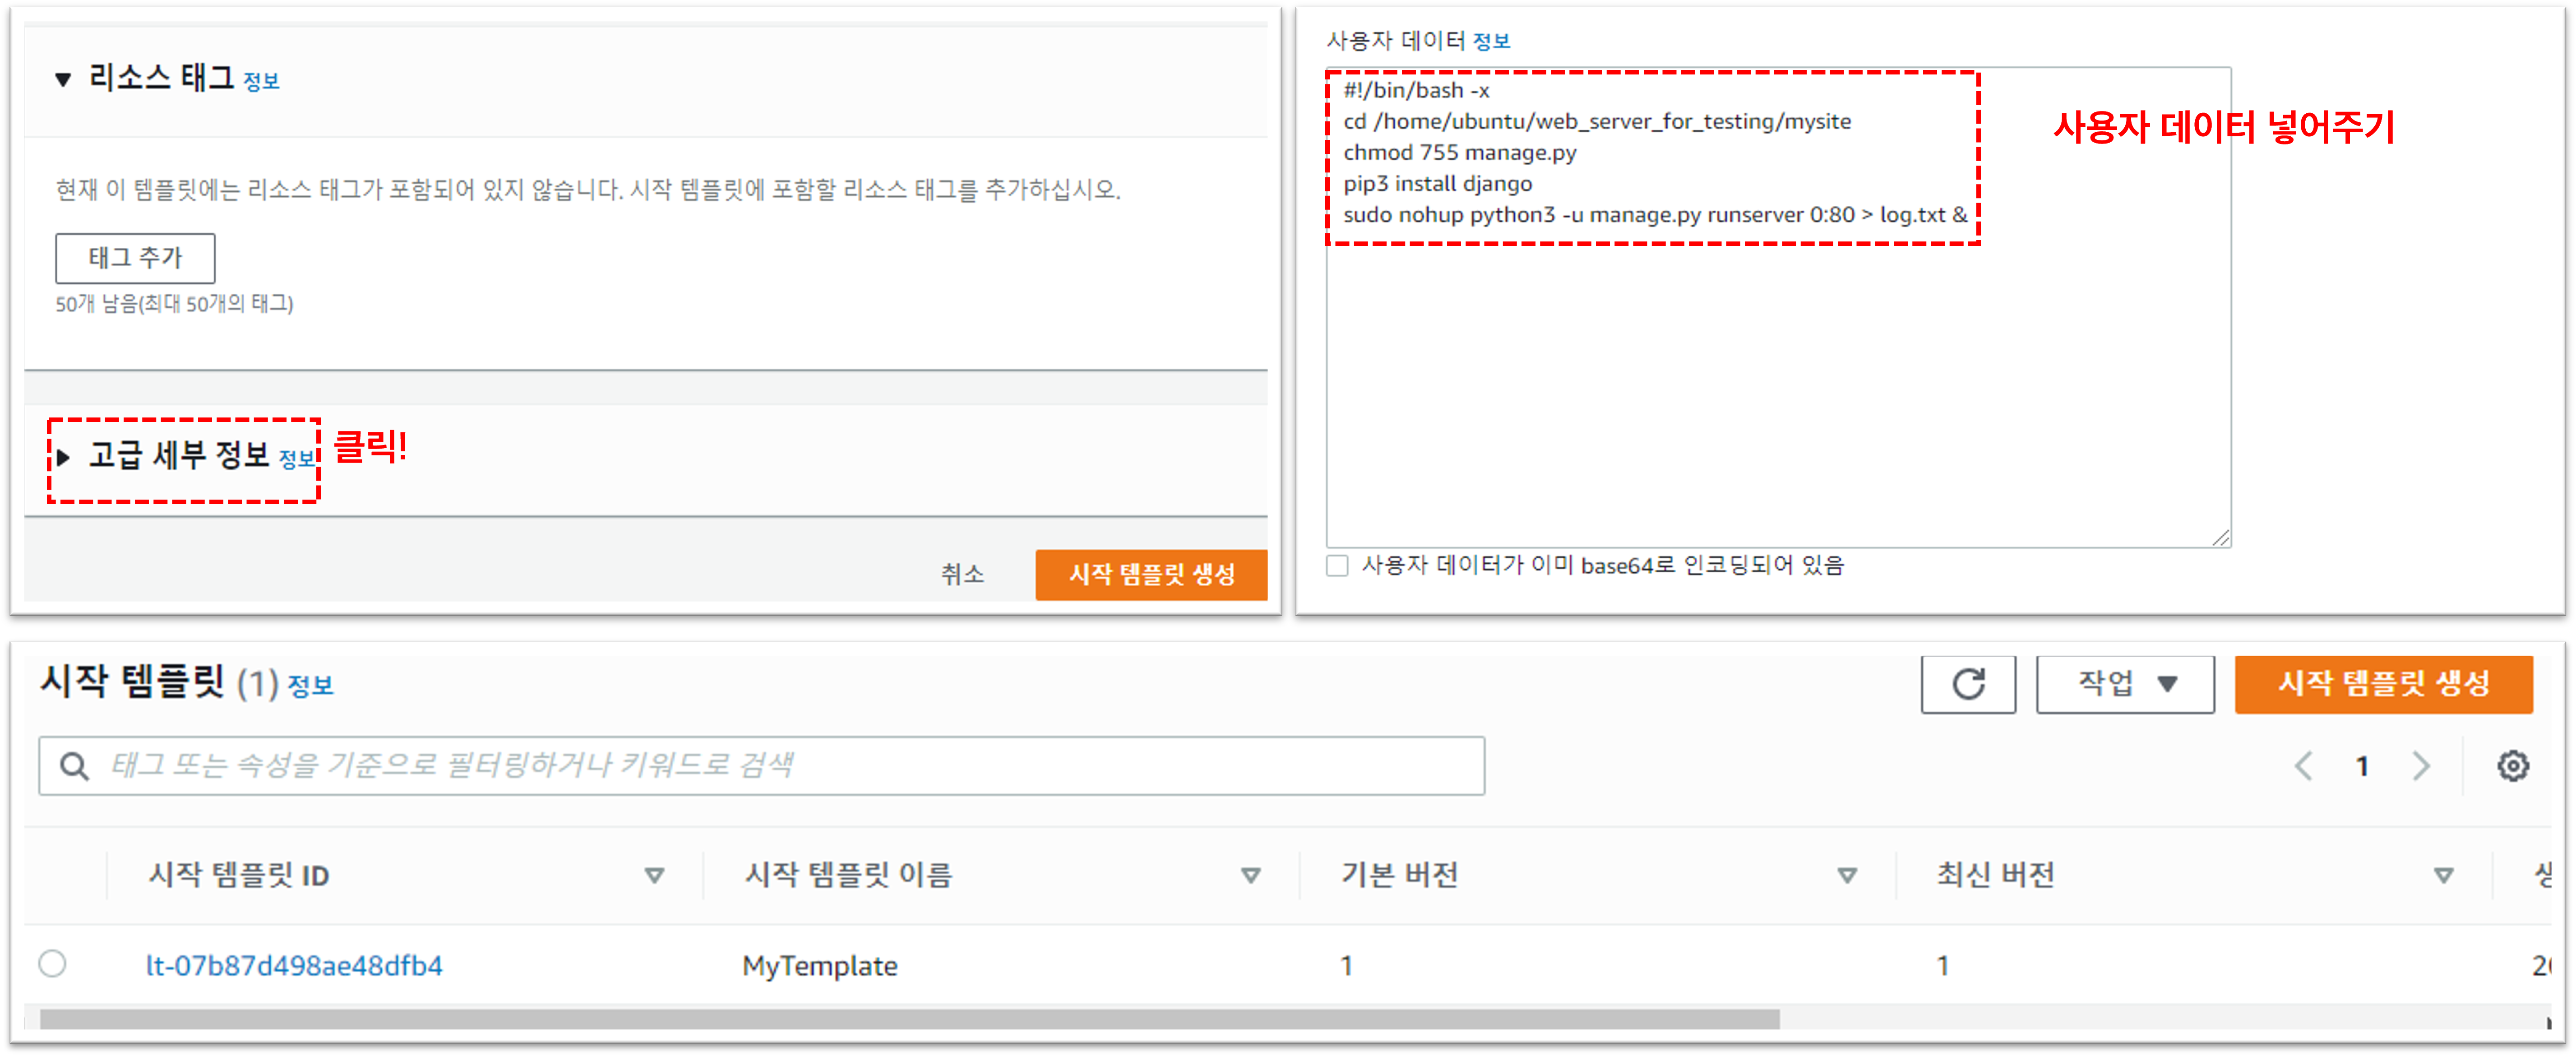 리소스 태그 정보
현재 이 템플릿에는 리소스 태그가 포함되어 있지 않습니다. 시작 템플릿에 포함할 리소스 태그를 추가하십시오.
태그 추가
50개 남음(최대 50개의 태그)
고급 세부 정보 정보
클릭!
취소
시작 템플릿 생성
사용자 데이터 정보
#!/bin/bash -x
cd /home/ubuntu/web_server_for_testing/mysite
chmod 755 manage.py
pip3 install django
sudo nohup python3 -u manage.py runserver 0:80 > log.txt &
사용자 데이터 넣어주기
사용자 데이터가 이미 base64로 인코딩되어 있음
시작 템플릿 (1) 정보
작업
시작 템플릿 생성
태그 또는 속성을 기준으로 필터링하거나 키워드로 검색
1
시작 템플릿 ID 시작 템플릿 이름 기본 버전 최신 버전
lt-07b87d498ae48dfb4 MyTemplate 1 1